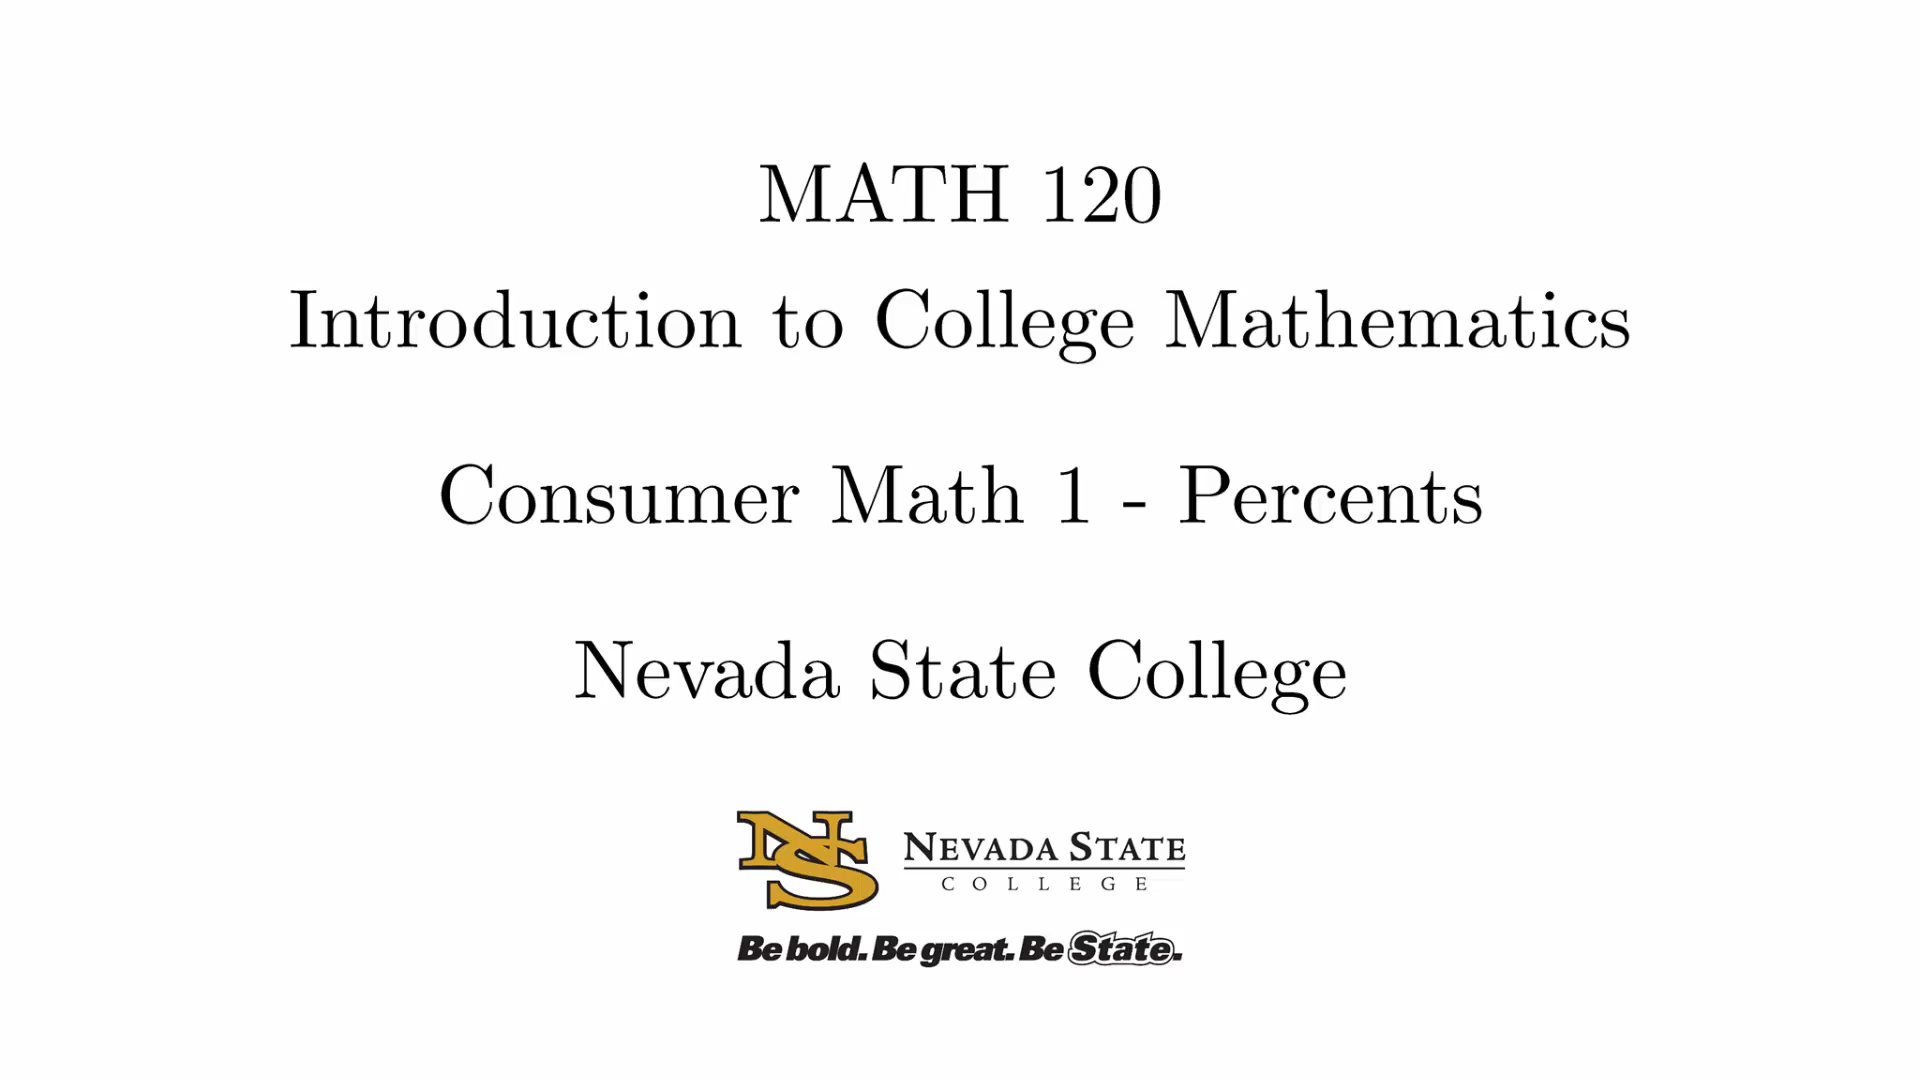 MATH 120
Introduction to College Mathematics
Consumer Math 1 - Percents
Nevada State College
NS
NEVADA STATE
COLLEGE
Be bold. Be great. Be State.